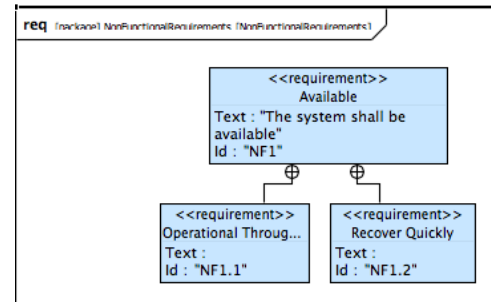 req [package] NonFunctionalRequirements [NonFunctionalRequirements]
<<requirement>>
Available
Text : "The system shall be
available"
Id : "NF1"
<<requirement>>
Operational Throug...
Text :
Id : "NF1.1"
<<requirement>>
Recover Quickly
Text :
Id : "NF1.2"